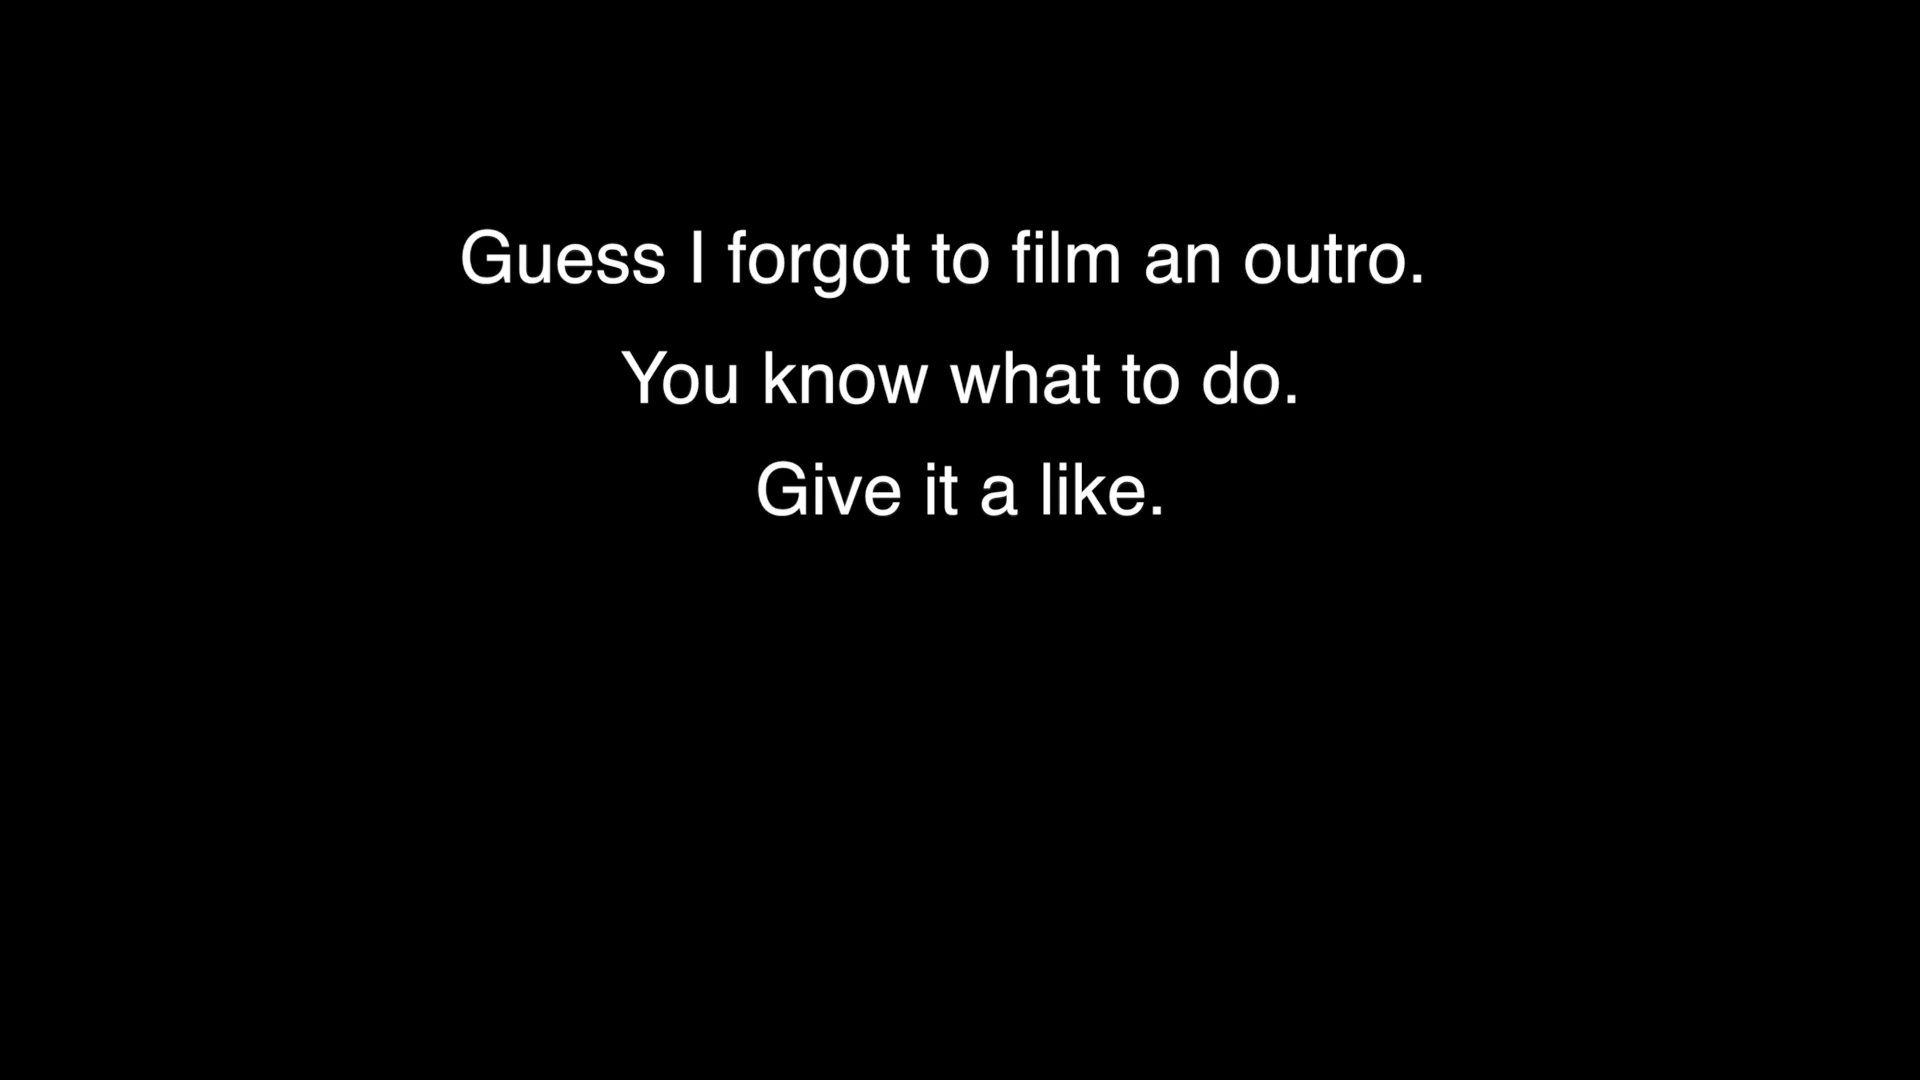 Guess I forgot to film an outro.
You know what to do.
Give it a like.